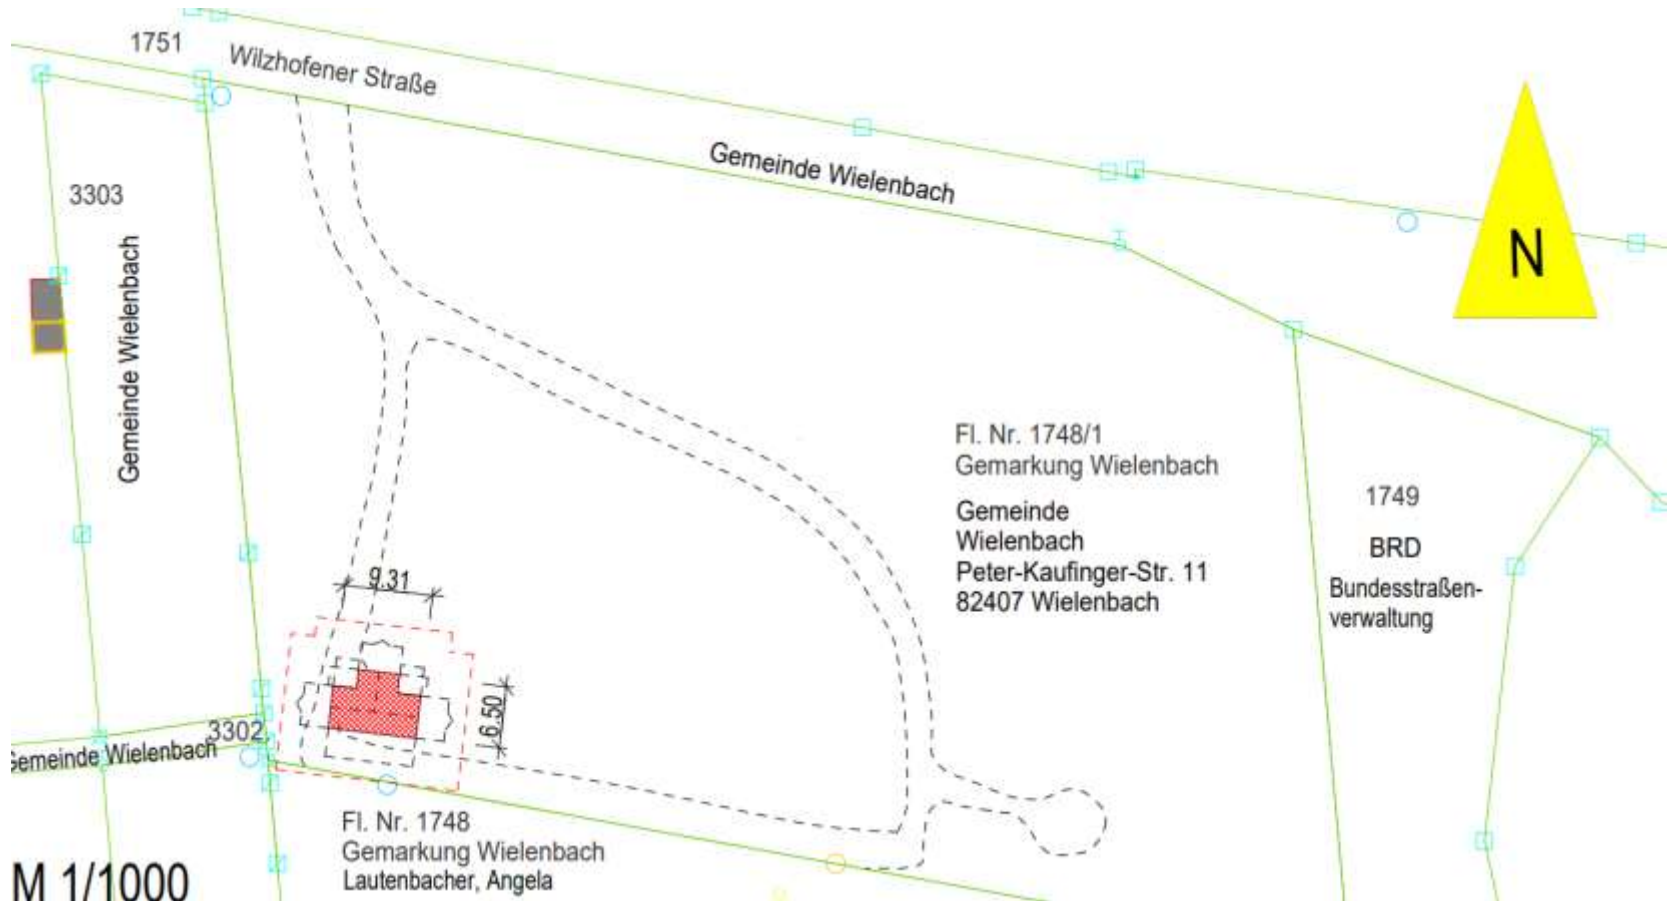 1751
Wilzhofener Straße
Gemeinde Wielenbach
3303
Gemeinde Wielenbach
N
Fl. Nr. 1748/1
Gemarkung Wielenbach
Gemeinde
Wielenbach
Peter-Kaufinger-Str. 11
82407 Wielenbach
1749
BRD
Bundesstraßen-
verwaltung
9.31
6.50
3302
Gemeinde Wielenbach
Fl. Nr. 1748
Gemarkung Wielenbach
Lautenbacher, Angela
M 1/1000